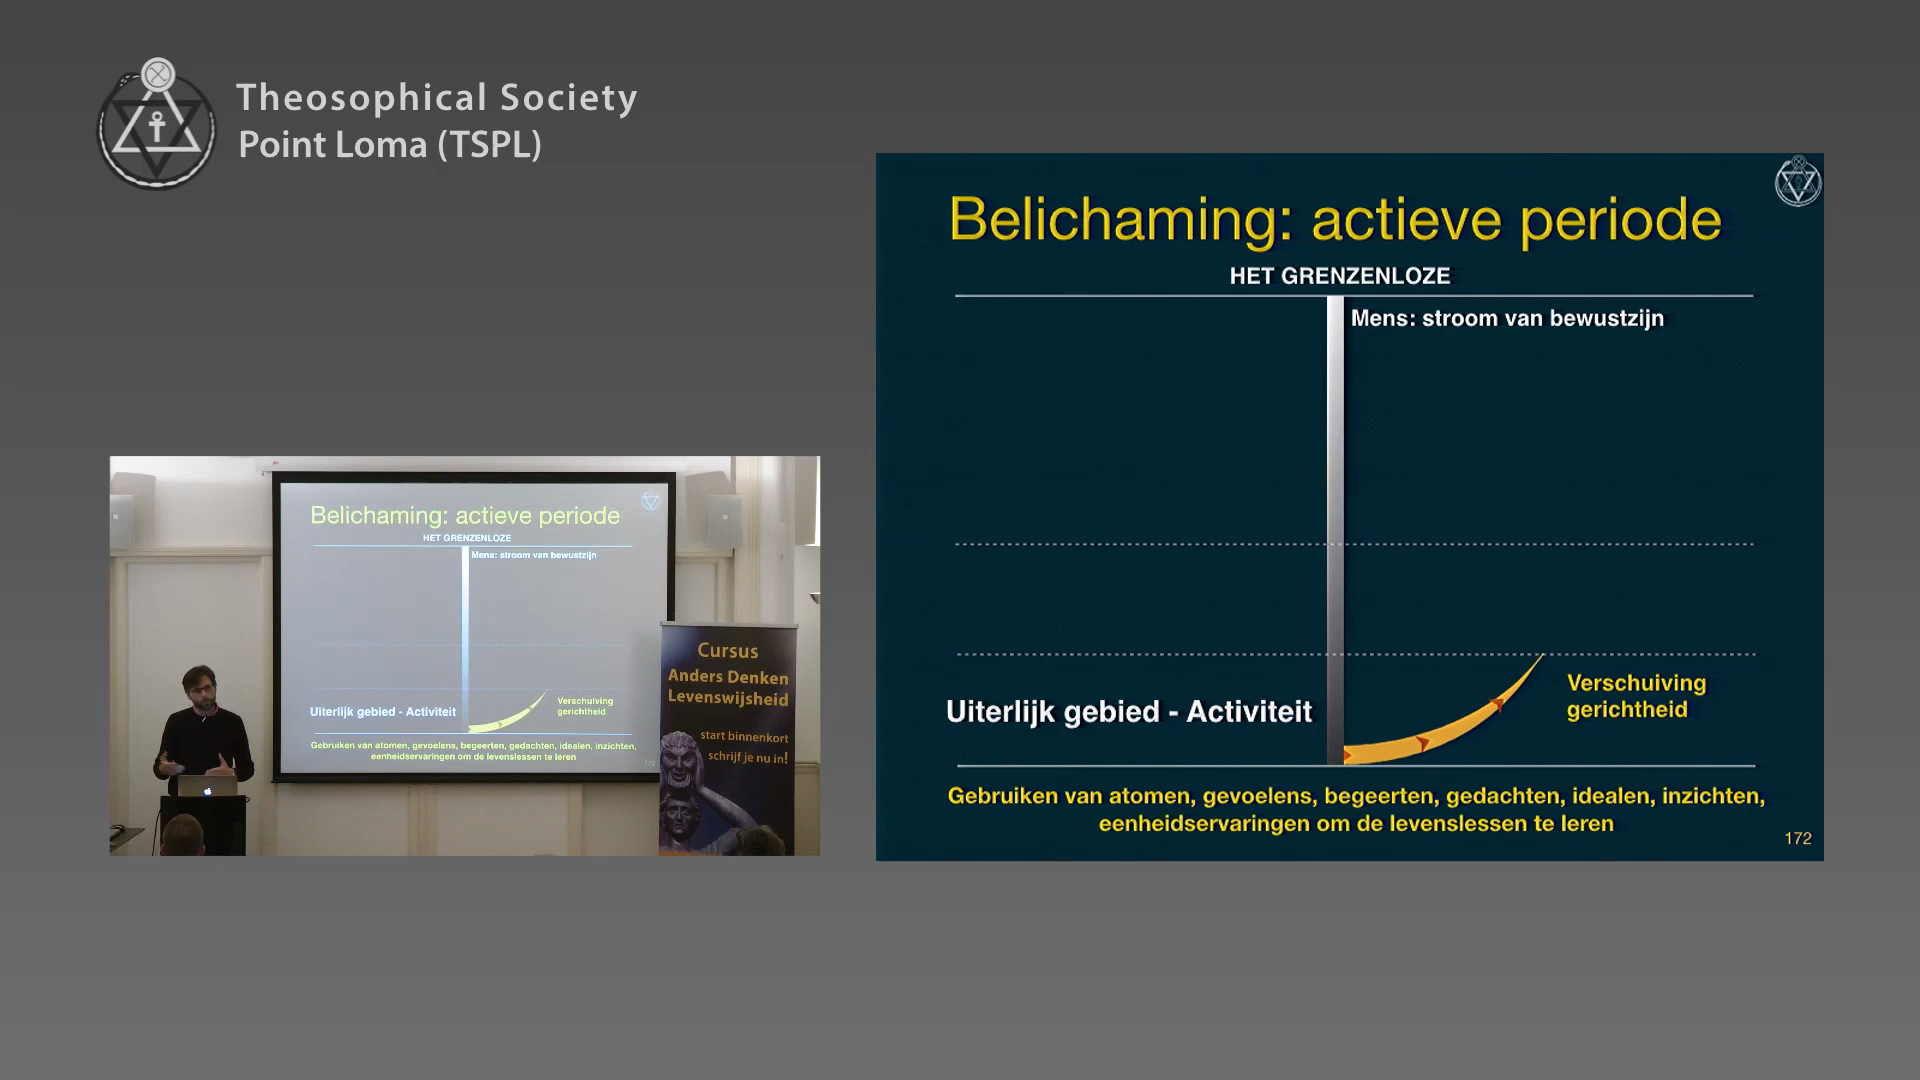 Theosophical Society
Point Loma (TSPL)
Belichaming: actieve periode
HET GRENZENLOZE
Mens: stroom van bewustzijn
Uiterlijk gebied - Activiteit
Verschuiving
gerichtheid
Gebruiken van atomen, gevoelens, begeerten, gedachten, idealen, inzichten,
eenheidservaringen om de levenslessen te leren
172
Belichaming: actieve periode
HET GRENZENLOZE
Mens: stroom van bewustzijn
Uiterlijk gebied - Activiteit
Verschuiving
gerichtheid
Gebruiken van atomen, gevoelens, begeerten, gedachten, idealen, inzichten,
eenheidservaringen om de levenslessen te leren
172
Cursus
Anders Denken
Levenswijsheid
start binnenkort
schrijf je nu in!